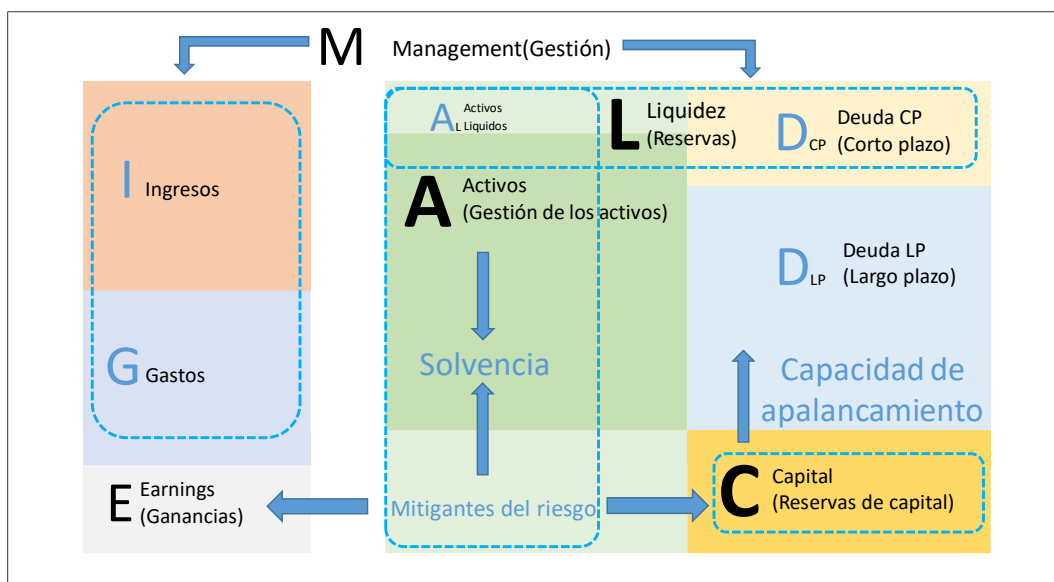 M Management(Gestión)
A L Activos
Liquidos
L Liquidez
(Reservas)
D CP Deuda CP
(Corto plazo)
I Ingresos
A Activos
(Gestión de los activos)
D LP Deuda LP
(Largo plazo)
G Gastos
Solvencia
Capacidad de
apalancamiento
E Earnings
(Ganancias)
Mitigantes del riesgo
C Capital
(Reservas de capital)